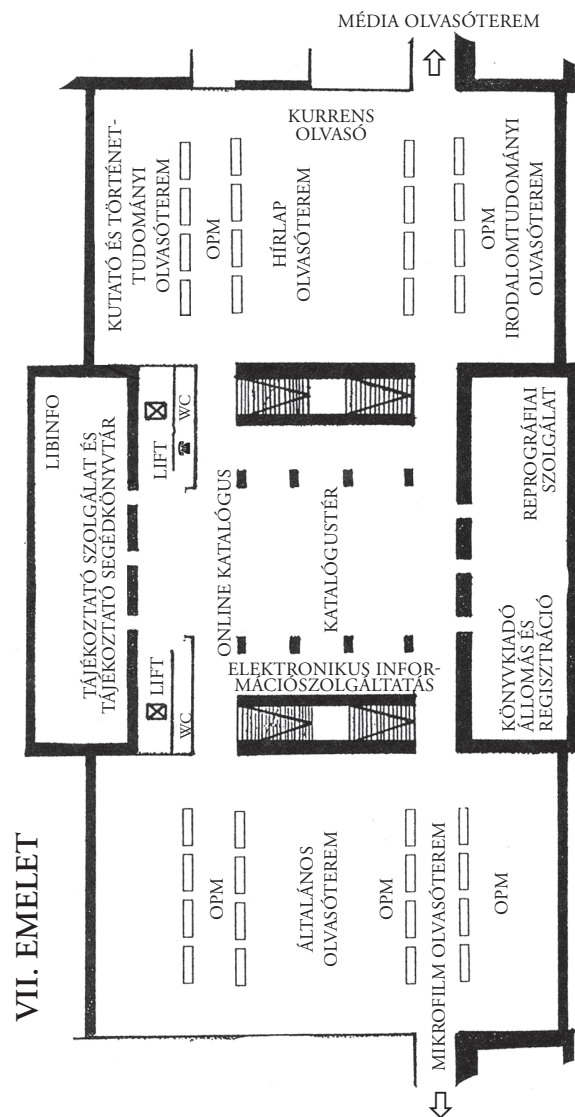 VII. EMELET
MÉDIA OLVASÓTEREM
LIBINFO
TÁJÉKOZTATÓ SZOLGÁLAT ÉS
TÁJÉKOZTATÓ SEGÉDKÖNYVTÁR
KUTATÓ ÉS TÖRTÉNET-
TUDOMÁNYI
OLVASÓTEREM
LIFT
WC
LIFT
WC
OPM
OPM
ONLINE KATALÓGUS
HÍRLAP
OLVASÓTEREM
KURRENS
OLVASÓ
ÁLTALÁNOS
OLVASÓTEREM
KATALÓGUSTÉR
ELEKTRONIKUS INFOR-
MÁCIÓSZOLGÁLTATÁS
OPM
MIKROFILM OLVASÓTEREM
OPM
KÖNYVKIADÓ
ÁLLOMÁS ÉS
REGISZTRÁCIÓ
REPROGRÁFIAI
SZOLGÁLAT
OPM
IRODALOMTUDOMÁNYI
OLVASÓTEREM